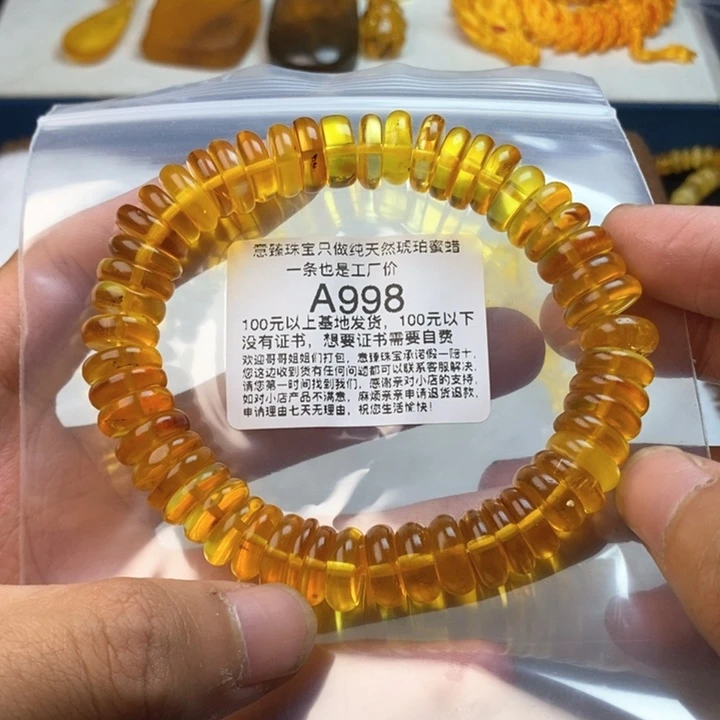 意臻珠宝只做纯天然琥珀蜜蜡
一条也是工厂价
A998
100元以上基地发货，100元以下
没有证书，想要证书需要自费
欢迎哥哥姐姐们打包，意臻珠宝承诺假一赔十，
您这边收到货有任何问题都可以联系客服解决，
请您第一时间找到我们，感谢亲对小店的支持，
如对小店产品不满意，麻烦亲亲申请退货退款，
申请理由七天无理由，祝您生活愉快！